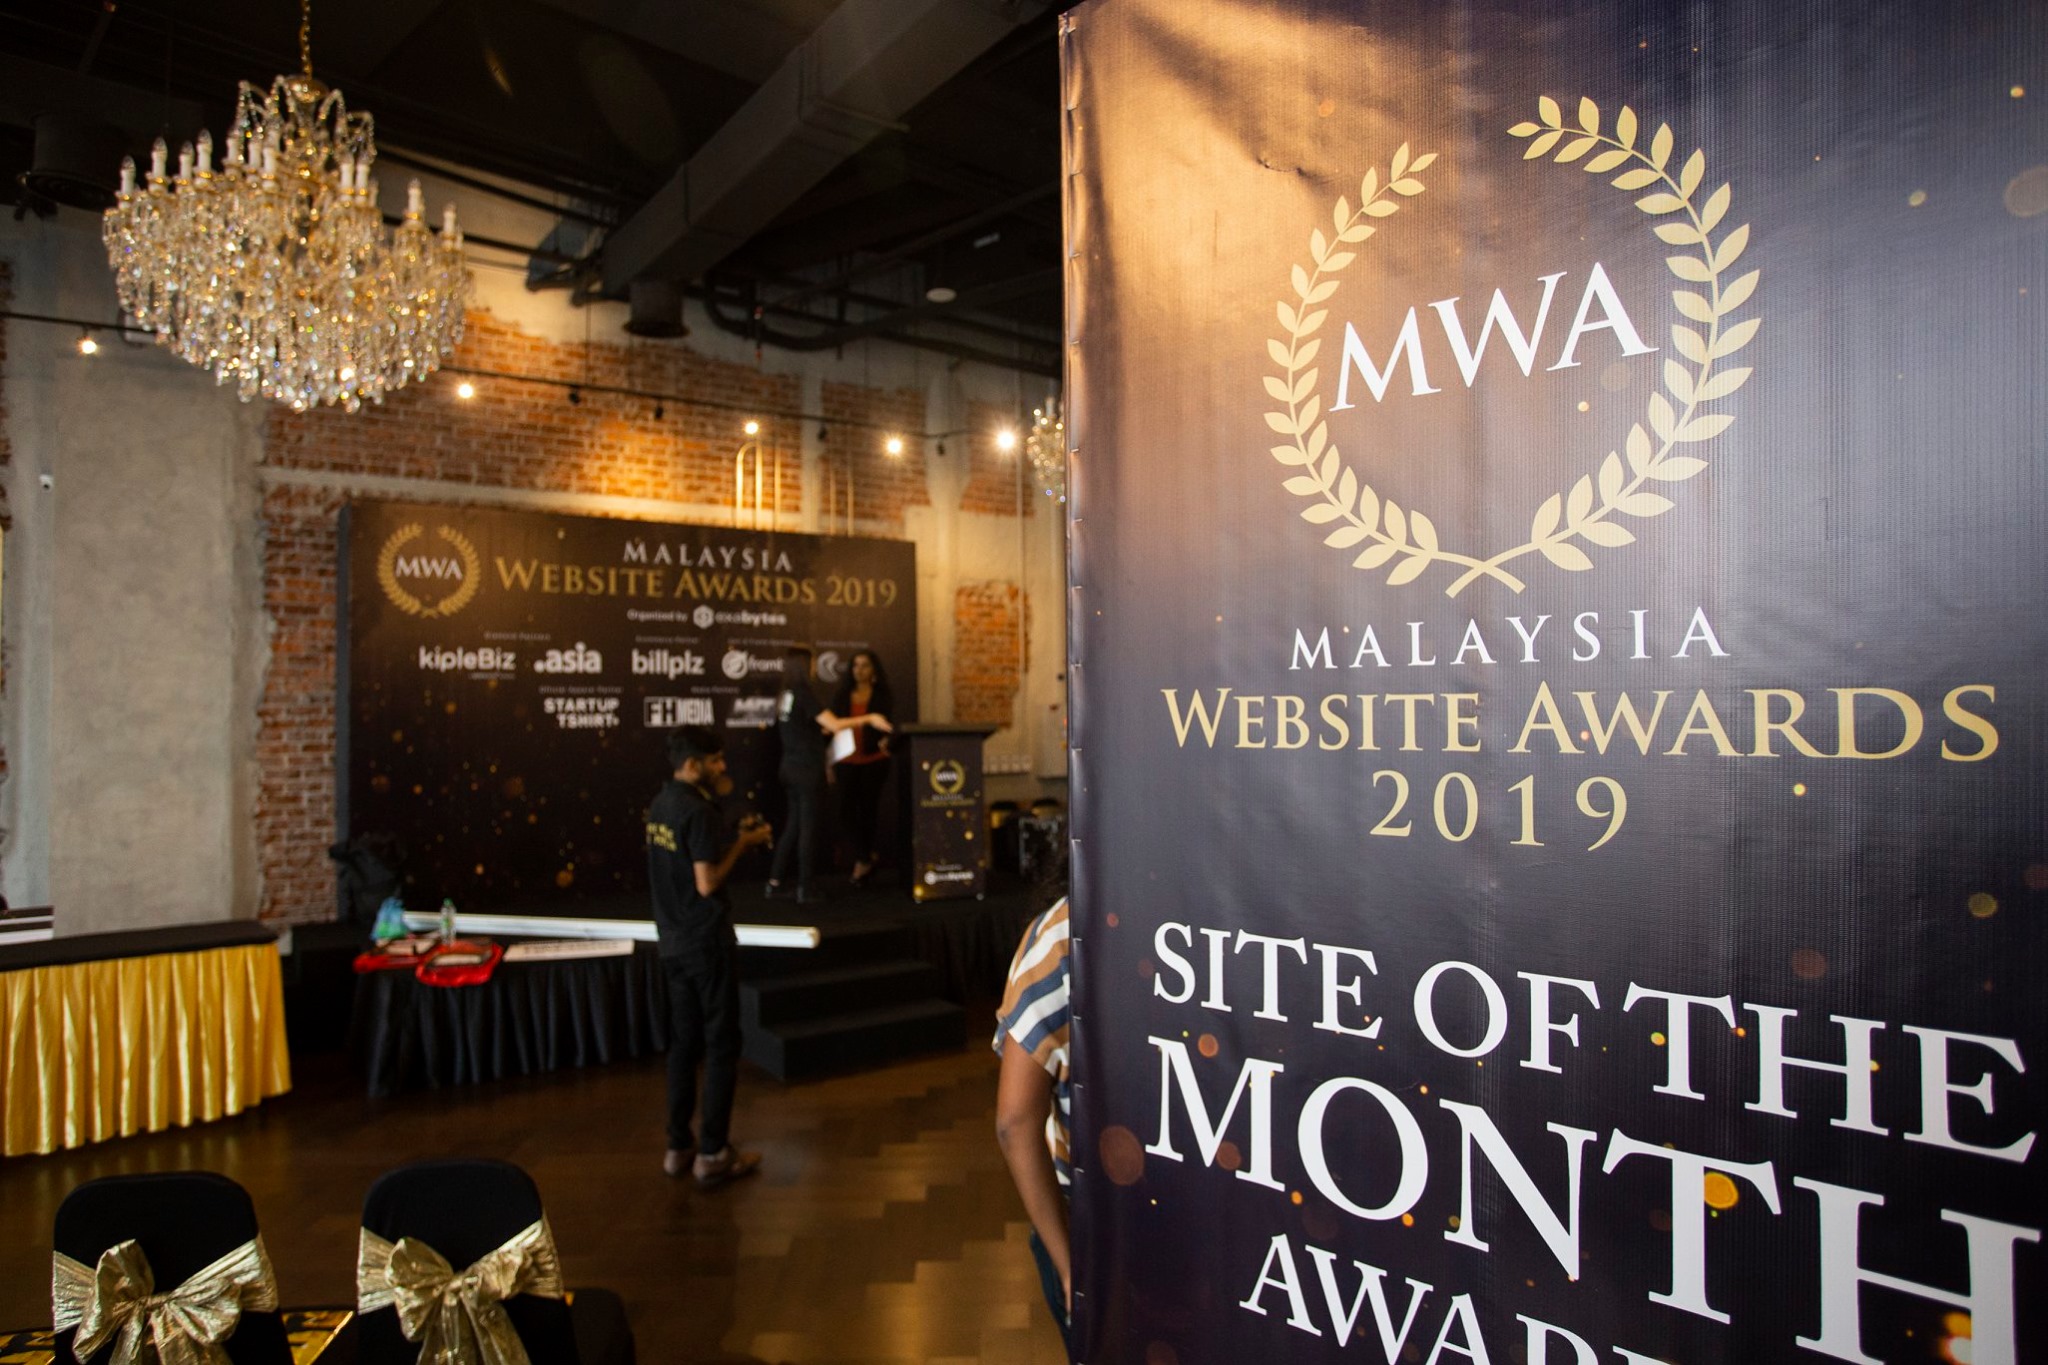 MWA
MALAYSIA
WEBSITE AWARDS 2019
Organized by exabytes
kipleBiz .asia billplz
STARTUP TSHIRT FH MEDIA
MWA
MWA
MALAYSIA
WEBSITE AWARDS
2019
SITE OF THE
MONTH